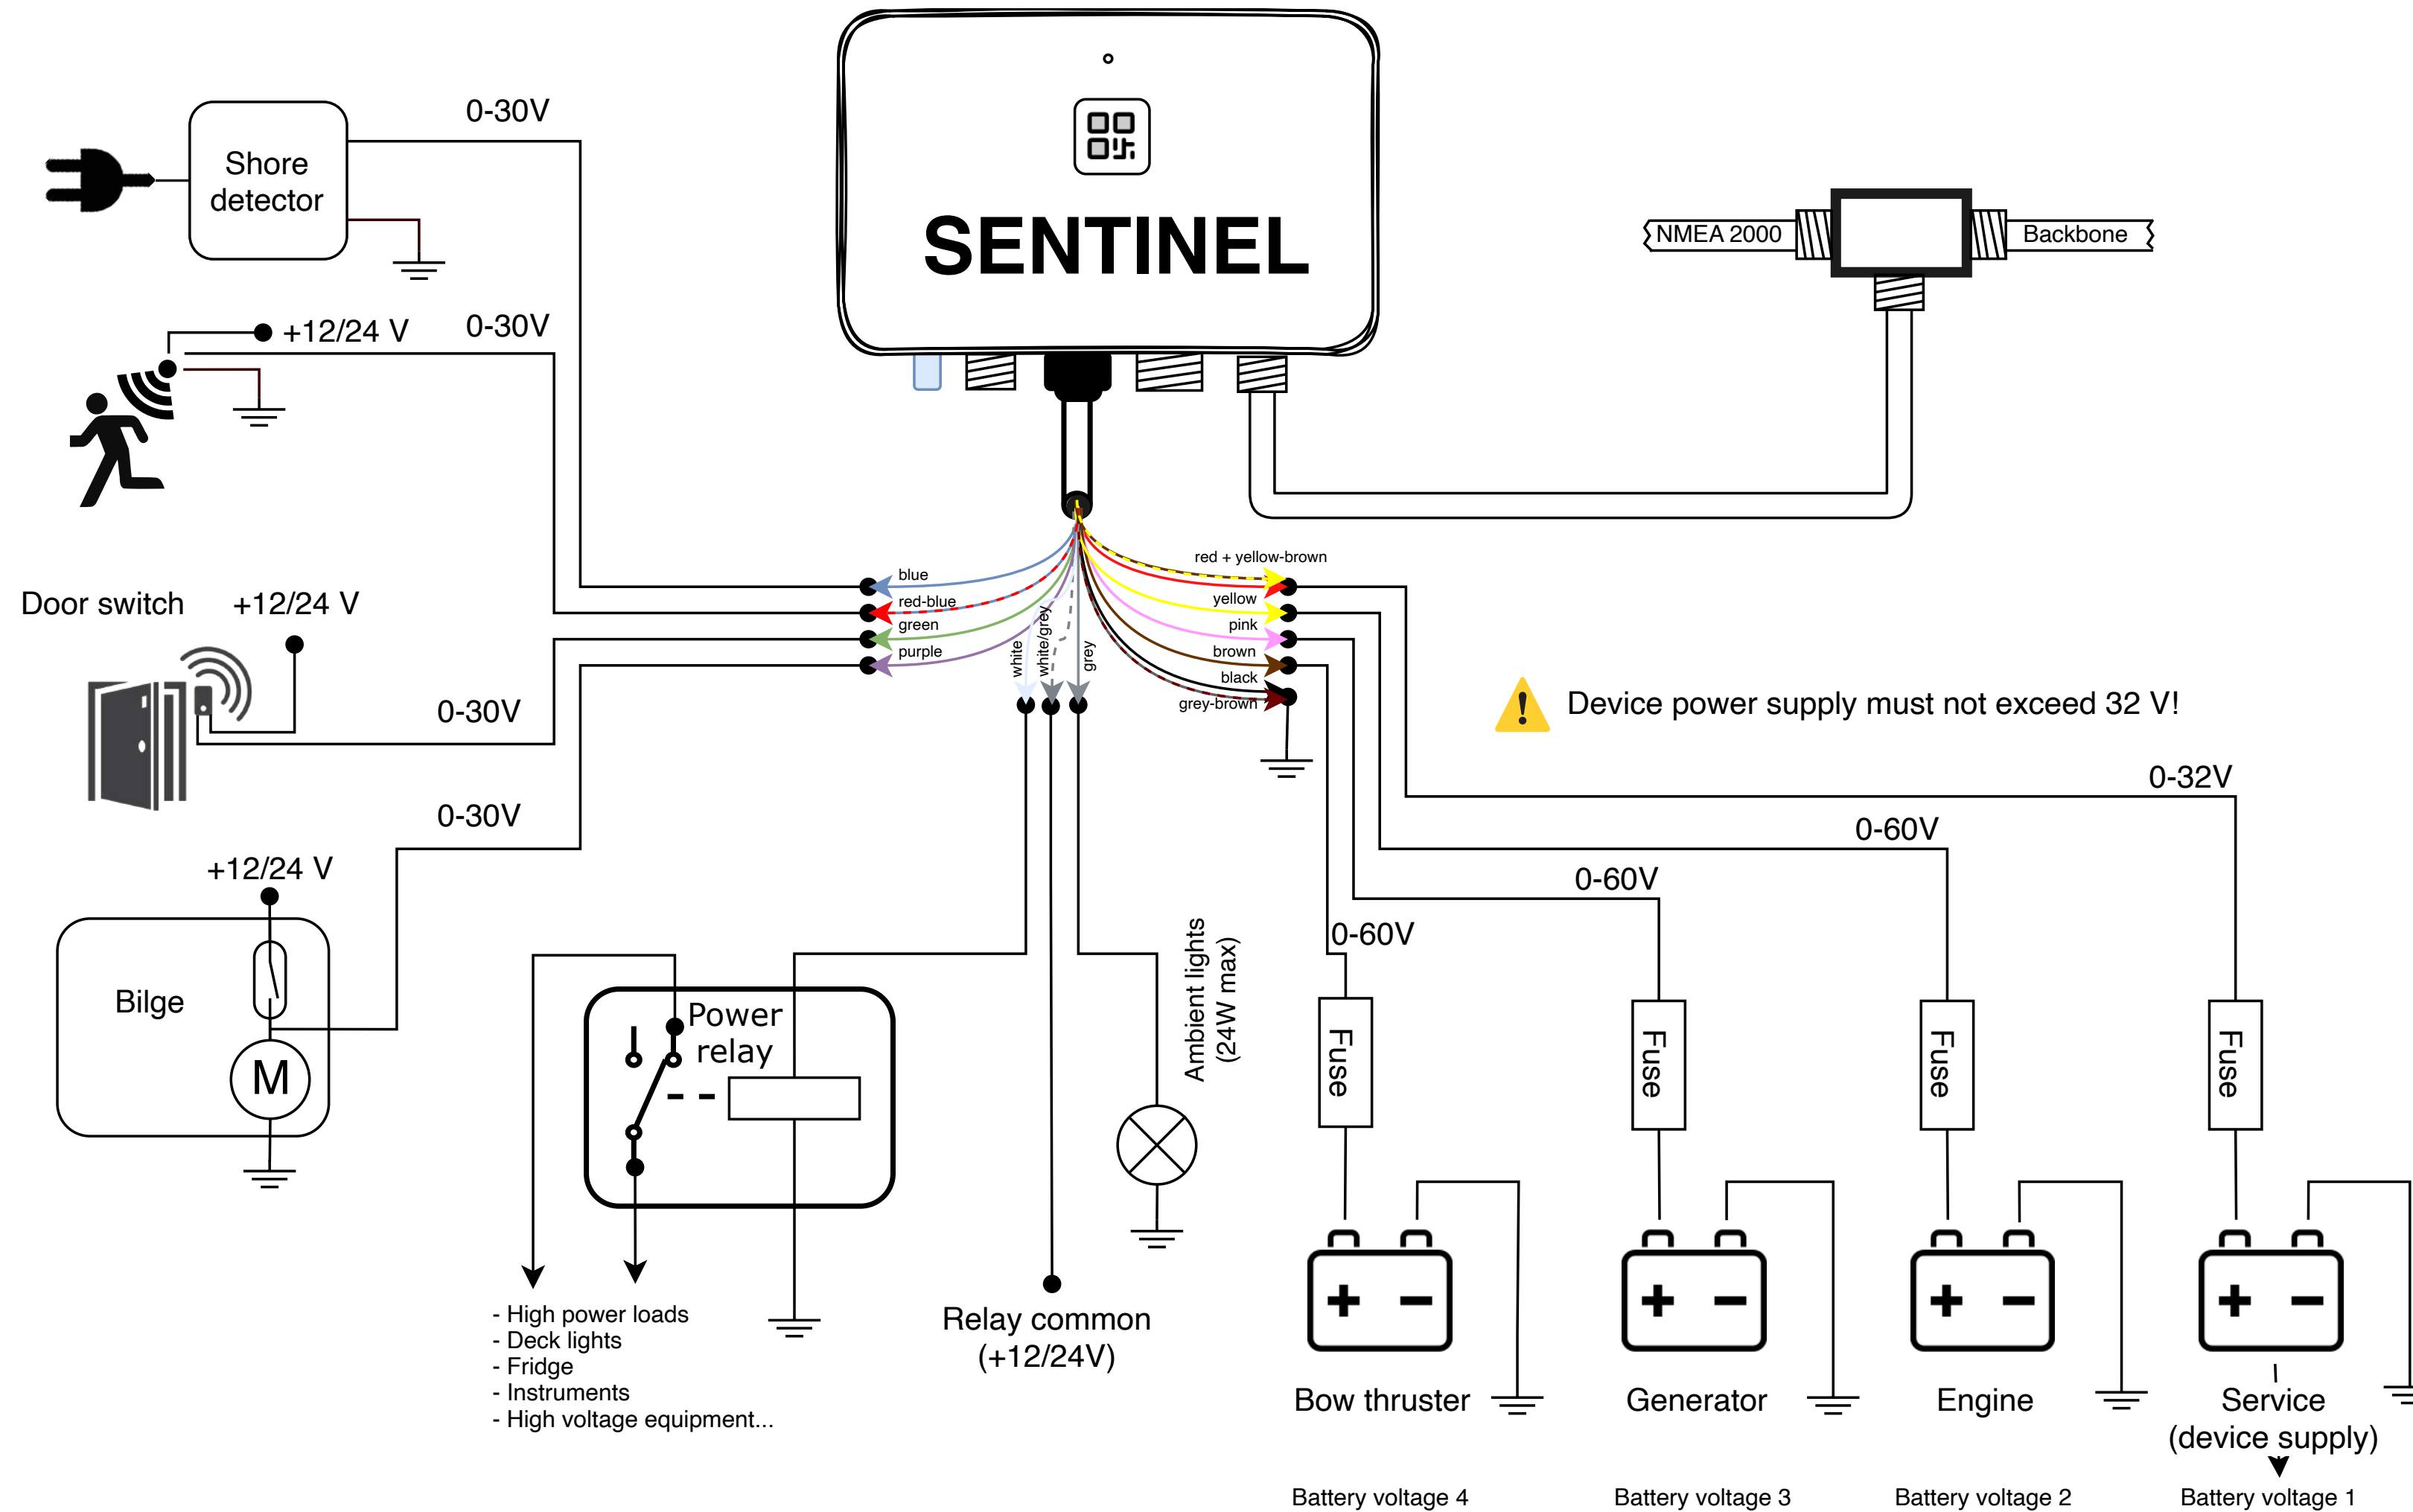 0-30V
Shore
detector
SENTINEL
NMEA 2000
Backbone
+12/24 V
0-30V
Door switch
+12/24 V
0-30V
0-30V
blue
red-blue
green
purple
white
white/grey
grey
red + yellow-brown
yellow
pink
brown
black
grey-brown
! Device power supply must not exceed 32 V!
0-32V
0-60V
0-60V
0-60V
+12/24 V
Bilge
M
Power
relay
Ambient lights
(24W max)
Fuse
Fuse
Fuse
Fuse
- High power loads
- Deck lights
- Fridge
- Instruments
- High voltage equipment...
Relay common
(+12/24V)
+ −
+ −
+ −
+ −
Bow thruster
Generator
Engine
Service
(device supply)
Battery voltage 4
Battery voltage 3
Battery voltage 2
Battery voltage 1